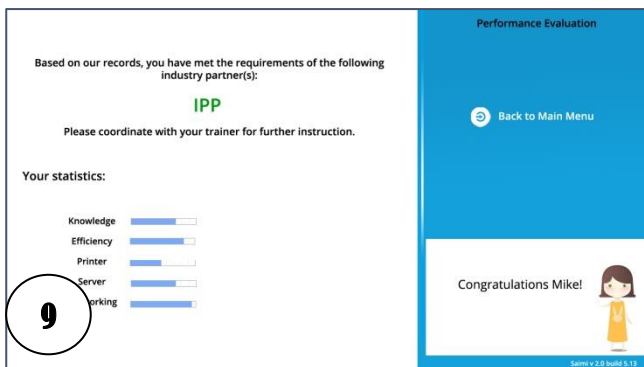 Performance Evaluation
Based on our records, you have met the requirements of the following
industry partner(s):
IPP
Please coordinate with your trainer for further instruction.
Back to Main Menu
Your statistics:
Knowledge
Efficiency
Printer
Server
orking
9
Congratulations Mike!
Saimi v 2.0 build 5.13